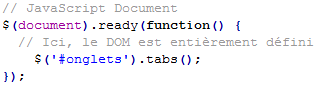 // JavaScript Document
$(document).ready(function() {
// Ici, le DOM est entièrement défini
$('#onglets').tabs();
});